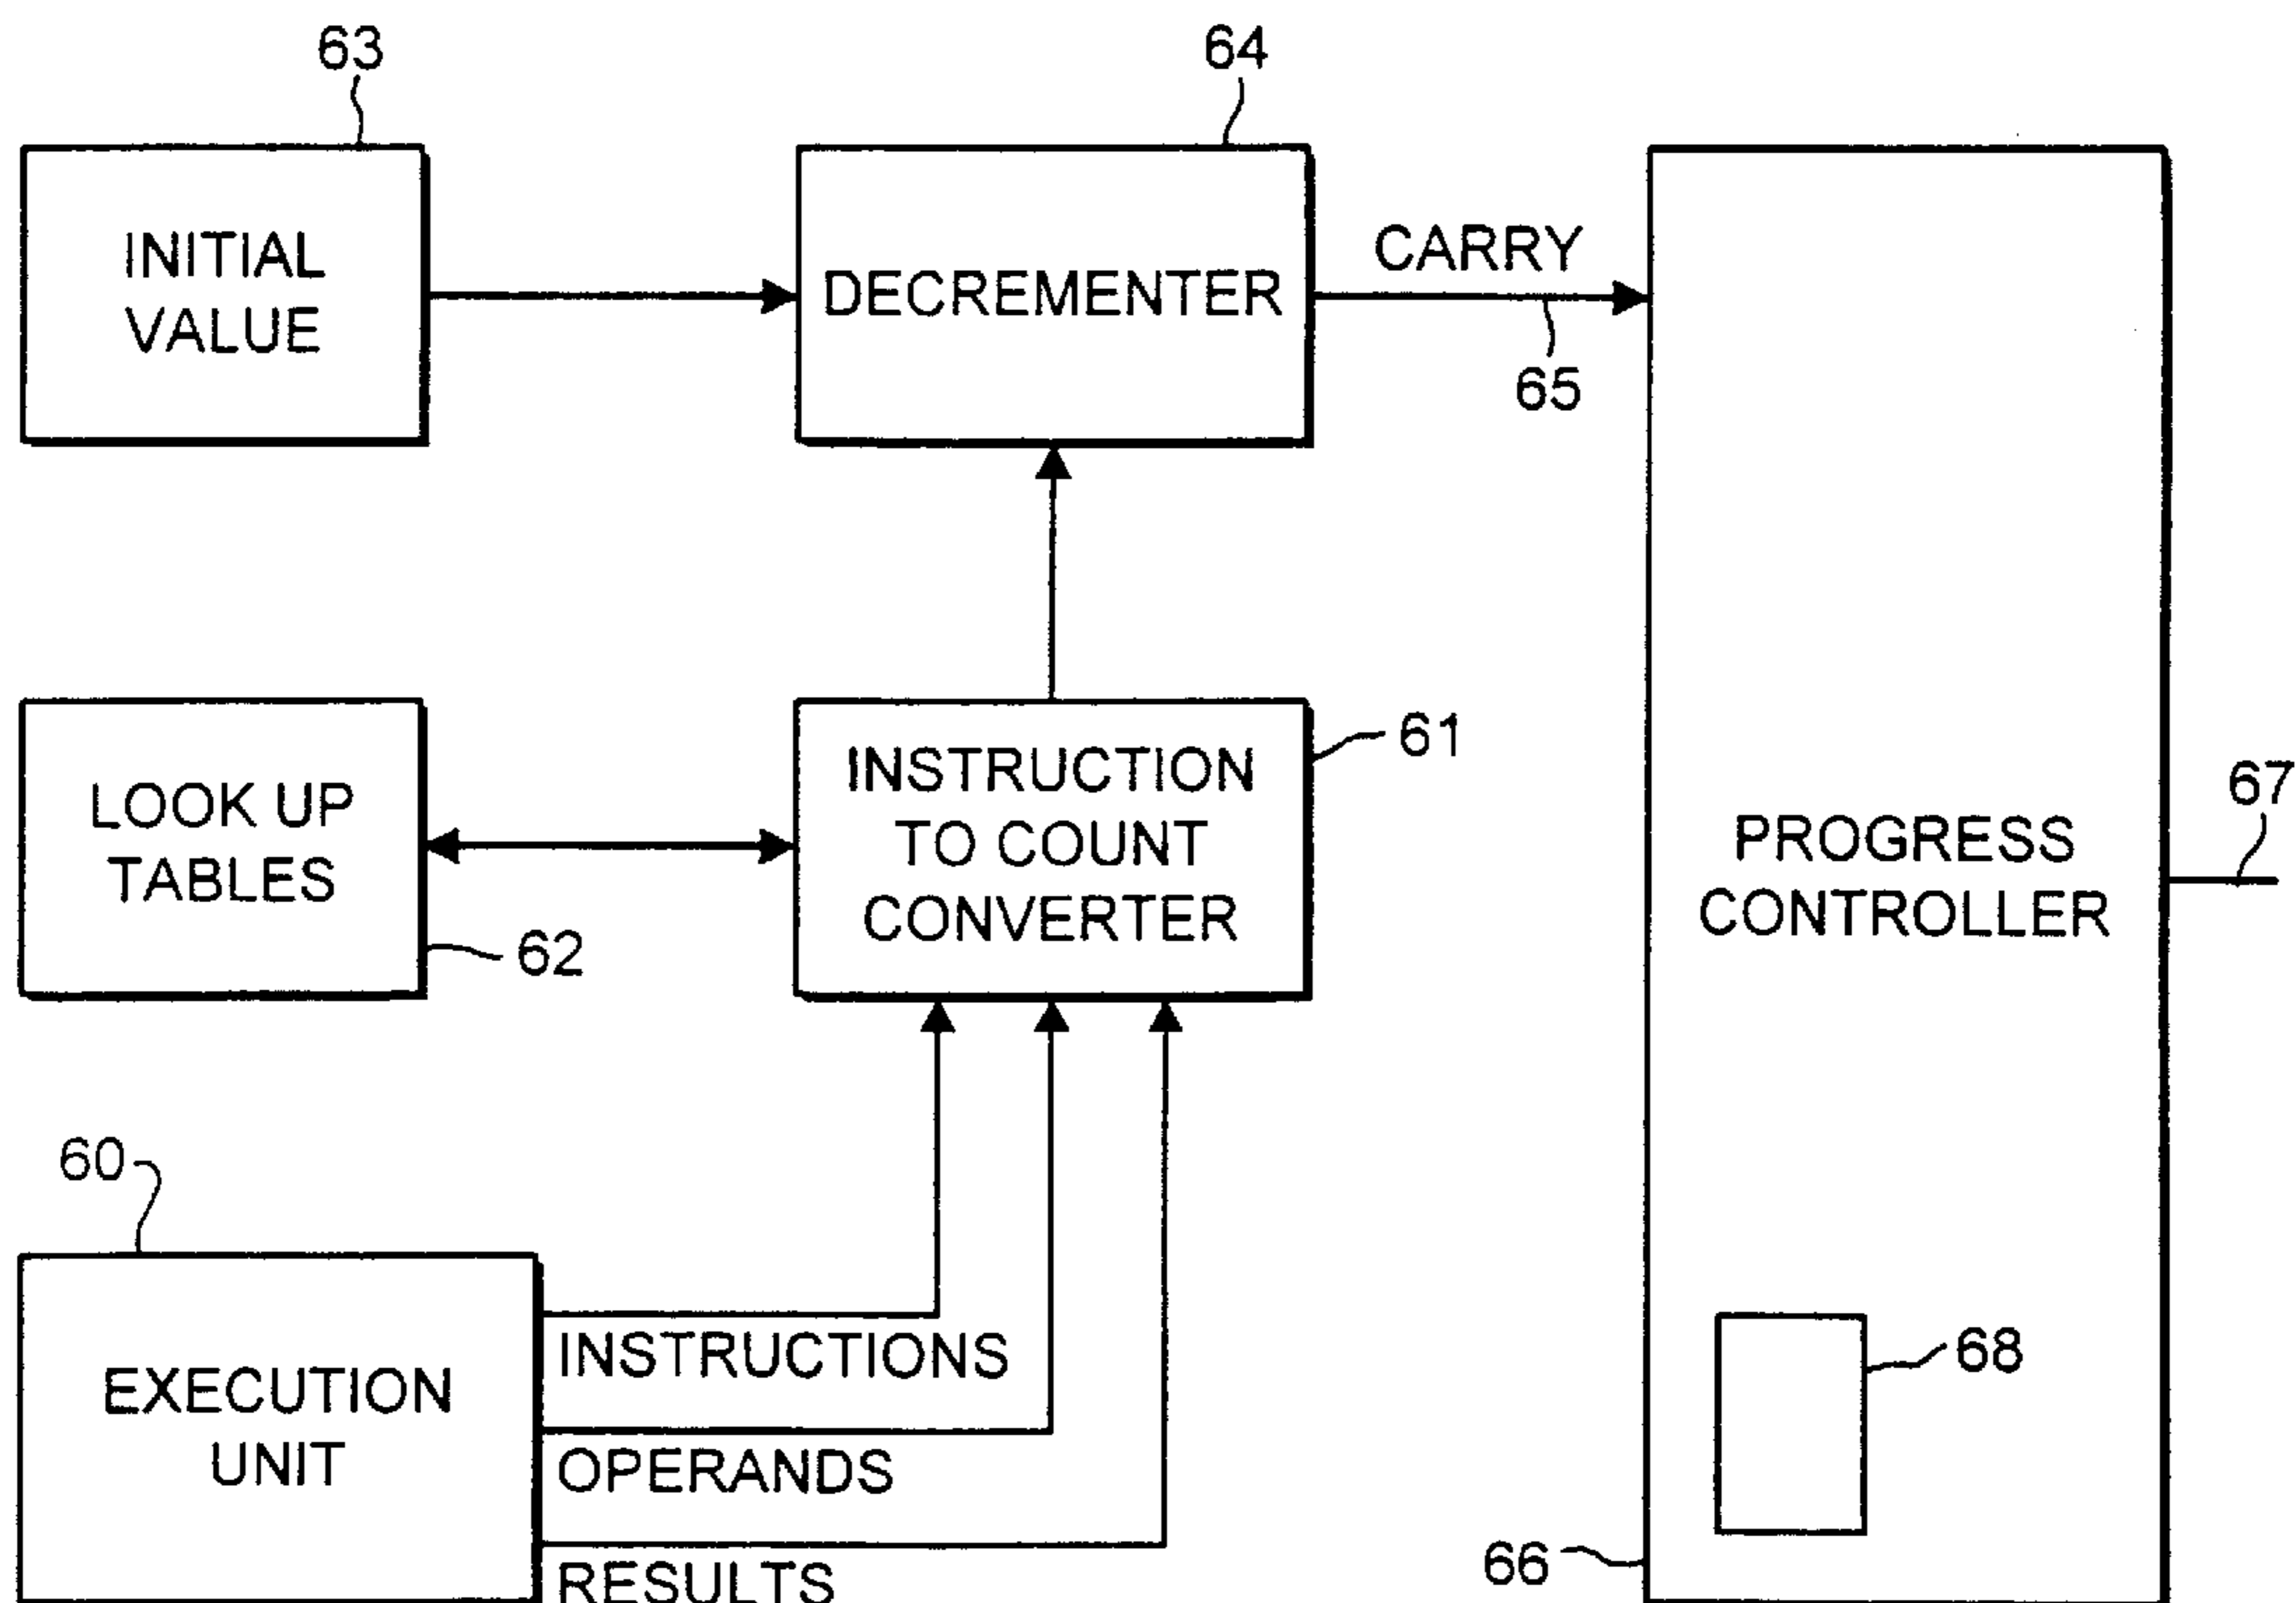 63
64
INITIAL
VALUE
DECREMENTER
CARRY
65
LOOK UP
TABLES
62
INSTRUCTION
TO COUNT
CONVERTER
61
PROGRESS
CONTROLLER
67
60
EXECUTION
UNIT
INSTRUCTIONS
OPERANDS
RESULTS
68
66